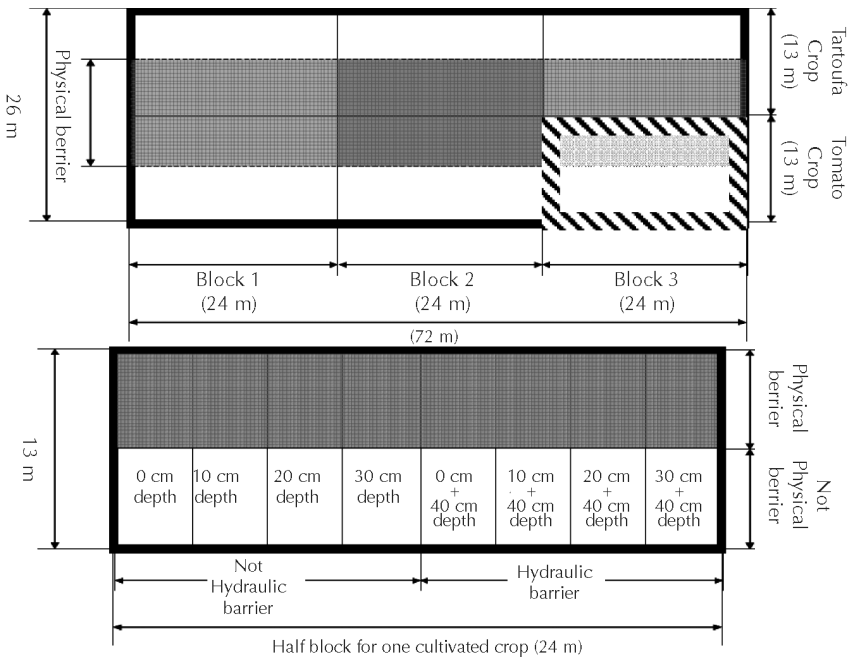 26 m
Physical berrier
Tartoufa
Crop
(13 m)
Tomato
Crop
(13 m)
Block 1
(24 m)
Block 2
(24 m)
Block 3
(24 m)
(72 m)
13 m
Physical
berrier
Not
Physical
berrier
0 cm
depth
10 cm
depth
20 cm
depth
30 cm
depth
0 cm
+
40 cm
depth
10 cm
+
40 cm
depth
20 cm
+
40 cm
depth
30 cm
+
40 cm
depth
Not
Hydraulic
barrier
Hydraulic
barrier
Half block for one cultivated crop (24 m)